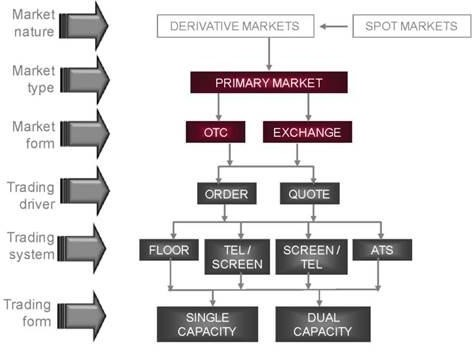 Market
nature
DERIVATIVE MARKETS
SPOT MARKETS
Market
type
PRIMARY MARKET
Market
form
OTC
EXCHANGE
Trading
driver
ORDER
QUOTE
Trading
system
FLOOR
TEL /
SCREEN
SCREEN /
TEL
ATS
Trading
form
SINGLE
CAPACITY
DUAL
CAPACITY